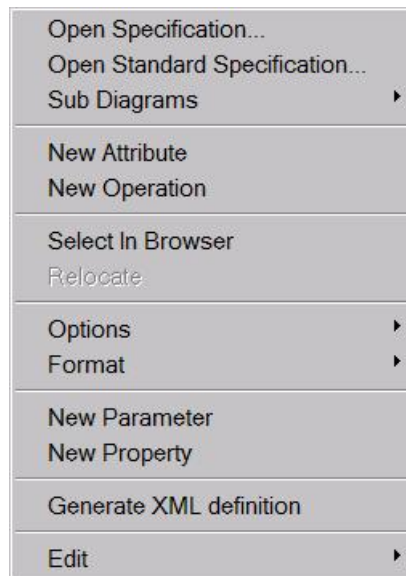 Open Specification...
Open Standard Specification...
Sub Diagrams
New Attribute
New Operation
Select In Browser
Relocate
Options
Format
New Parameter
New Property
Generate XML definition
Edit